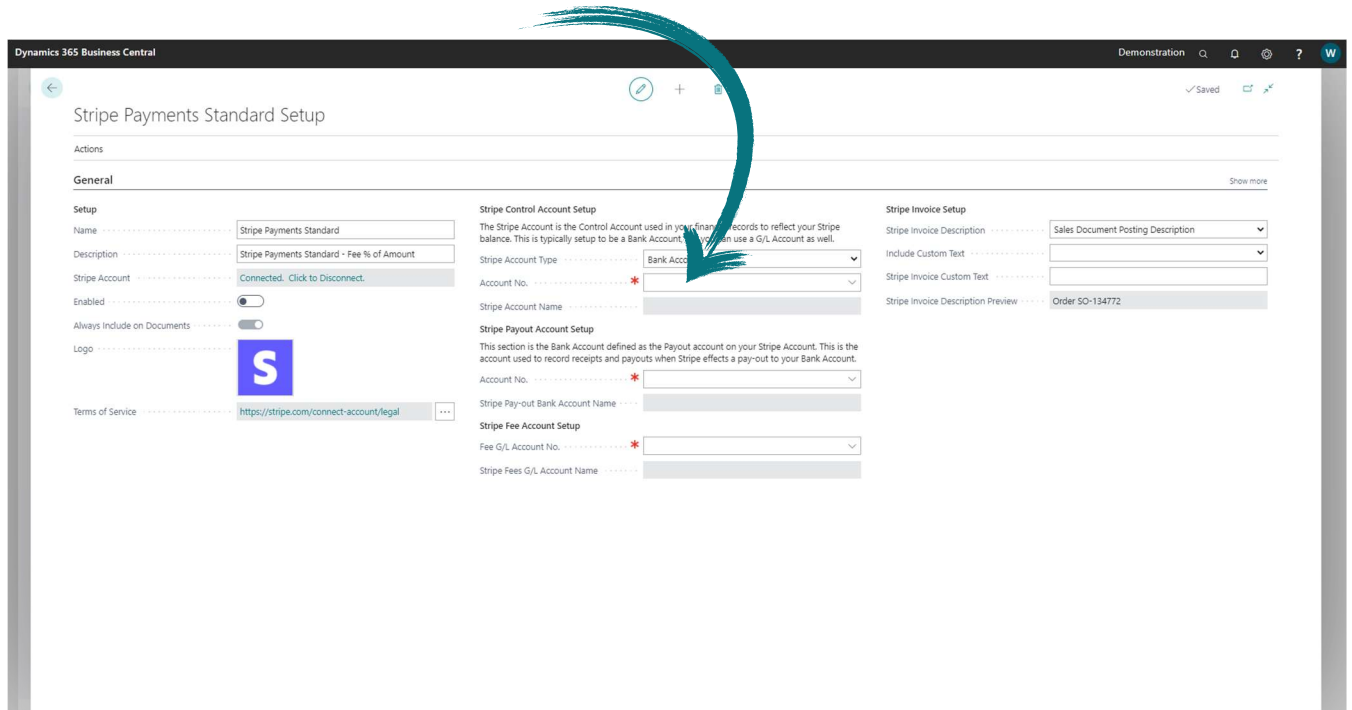 Dynamics 365 Business Central
Demonstration
?
W
Saved
Stripe Payments Standard Setup
Actions
General
Show more
Setup
Name
Stripe Payments Standard
Description
Stripe Payments Standard - Fee % of Amount
Stripe Account
Connected. Click to Disconnect.
Enabled
Always Include on Documents
Logo
S
Terms of Service
https://stripe.com/connect-account/legal
...
Stripe Control Account Setup
The Stripe Account is the Control Account used in your records to reflect your Stripe
balance. This is typically setup to be a Bank Account, use a G/L Account as well.
Stripe Account Type
Bank
Account No.
*
Stripe Account Name
Stripe Payout Account Setup
This section is the Bank Account defined as the Payout account on your Stripe Account. This is the
account used to record receipts and payouts when Stripe effects a pay-out to your Bank Account.
Account No.
*
Stripe Pay-out Bank Account Name
Stripe Fee Account Setup
Fee G/L Account No.
*
Stripe Fees G/L Account Name
Stripe Invoice Setup
Stripe Invoice Description
Sales Document Posting Description
Include Custom Text
Stripe Invoice Custom Text
Stripe Invoice Description Preview
Order SO-134772